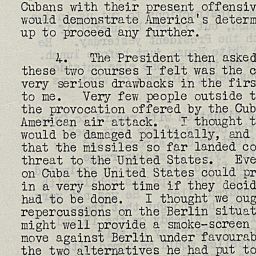 Cubans with their present offensiv
would demonstrate America's determ
up to proceed any further.
4. The President then asked
these two courses I felt was the c
very serious drawbacks in the firs
to me. Very few people outside t
the provocation offered by the Cub
American air attack. I thought t
would be damaged politically, and
that the missiles so far landed co
threat to the United States. Eve
on Cuba the United States could pr
in a very short time if they decid
had to be done. I thought we oug
repercussions on the Berlin situat
might well provide a smoke-screen
move against Berlin under favourab
the two alternatives he had put to